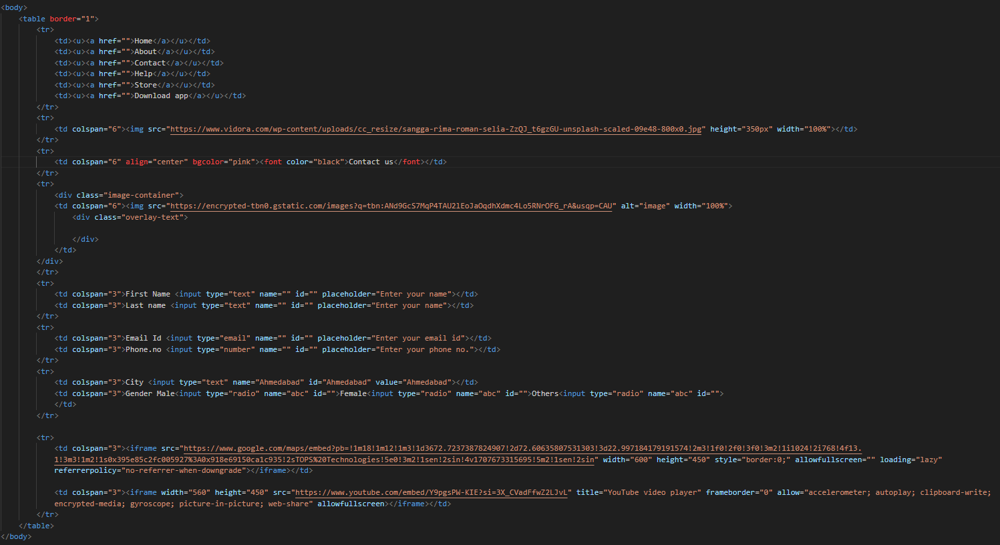 <body>
<table border="1">
<tr>
<td><u><a href="">Home</a></u></td>
<td><u><a href="">About</a></u></td>
<td><u><a href="">Contact</a></u></td>
<td><u><a href="">Help</a></u></td>
<td><u><a href="">Store</a></u></td>
<td><u><a href="">Download app</a></u></td>
</tr>
<tr>
<td colspan="6"><img src="https://www.vidora.com/wp-content/uploads/cc_resize/sangga-rima-roman-selia-ZzQJ_t6gzGU-unsplash-scaled-09e48-800x0.jpg" height="350px" width="100%"></td>
</tr>
<tr>
<td colspan="6" align="center" bgcolor="pink"><font color="black">Contact us</font></td>
</tr>
<tr>
<div class="image-container">
<td colspan="6"><img src="https://encrypted-tbn0.gstatic.com/images?q=tbn:ANd9GcS7MqP4TAU2lEoJaOqdhXdmc4Lo5RNrOFG_rA&usqp=CAU" alt="image" width="100%">
<div class="overlay-text">
</div>
</td>
</div>
</tr>
<tr>
<td colspan="3">First Name <input type="text" name="" id="" placeholder="Enter your name"></td>
<td colspan="3">Last name <input type="text" name="" id="" placeholder="Enter your name"></td>
</tr>
<tr>
<td colspan="3">Email Id <input type="email" name="" id="" placeholder="Enter your email id"></td>
<td colspan="3">Phone.no <input type="number" name="" id="" placeholder="Enter your phone no."></td>
</tr>
<tr>
<td colspan="3">City <input type="text" name="Ahmedabad" id="Ahmedabad" value="Ahmedabad"></td>
<td colspan="3">Gender Male<input type="radio" name="abc" id="">Female<input type="radio" name="abc" id="">Others<input type="radio" name="abc" id="">
</td>
</tr>
<tr>
<td colspan="3"><iframe src="https://www.google.com/maps/embed?pb=!1m18!1m12!1m3!1d3672.7237387824907!2d72.60635807531303!3d22.997184179191574!2m3!1f0!2f0!3f0!3m2!1i1024!2i768!4f13.
1!3m3!1m2!1s0x395e85c2fc005927%3A0x918e69150ca1c935!2sTOPS%20Technologies!5e0!3m2!1sen!2sin!4v1707673315695!5m2!1sen!2sin" width="600" height="450" style="border:0;" allowfullscreen="" loading="lazy"
referrerpolicy="no-referrer-when-downgrade"></iframe></td>
<td colspan="3"><iframe width="560" height="450" src="https://www.youtube.com/embed/Y9pgsPW-KIE?si=3X_CVadFfwZ2LJvL" title="YouTube video player" frameborder="0" allow="accelerometer; autoplay; clipboard-write;
encrypted-media; gyroscope; picture-in-picture; web-share" allowfullscreen></iframe></td>
</tr>
</table>
</body>